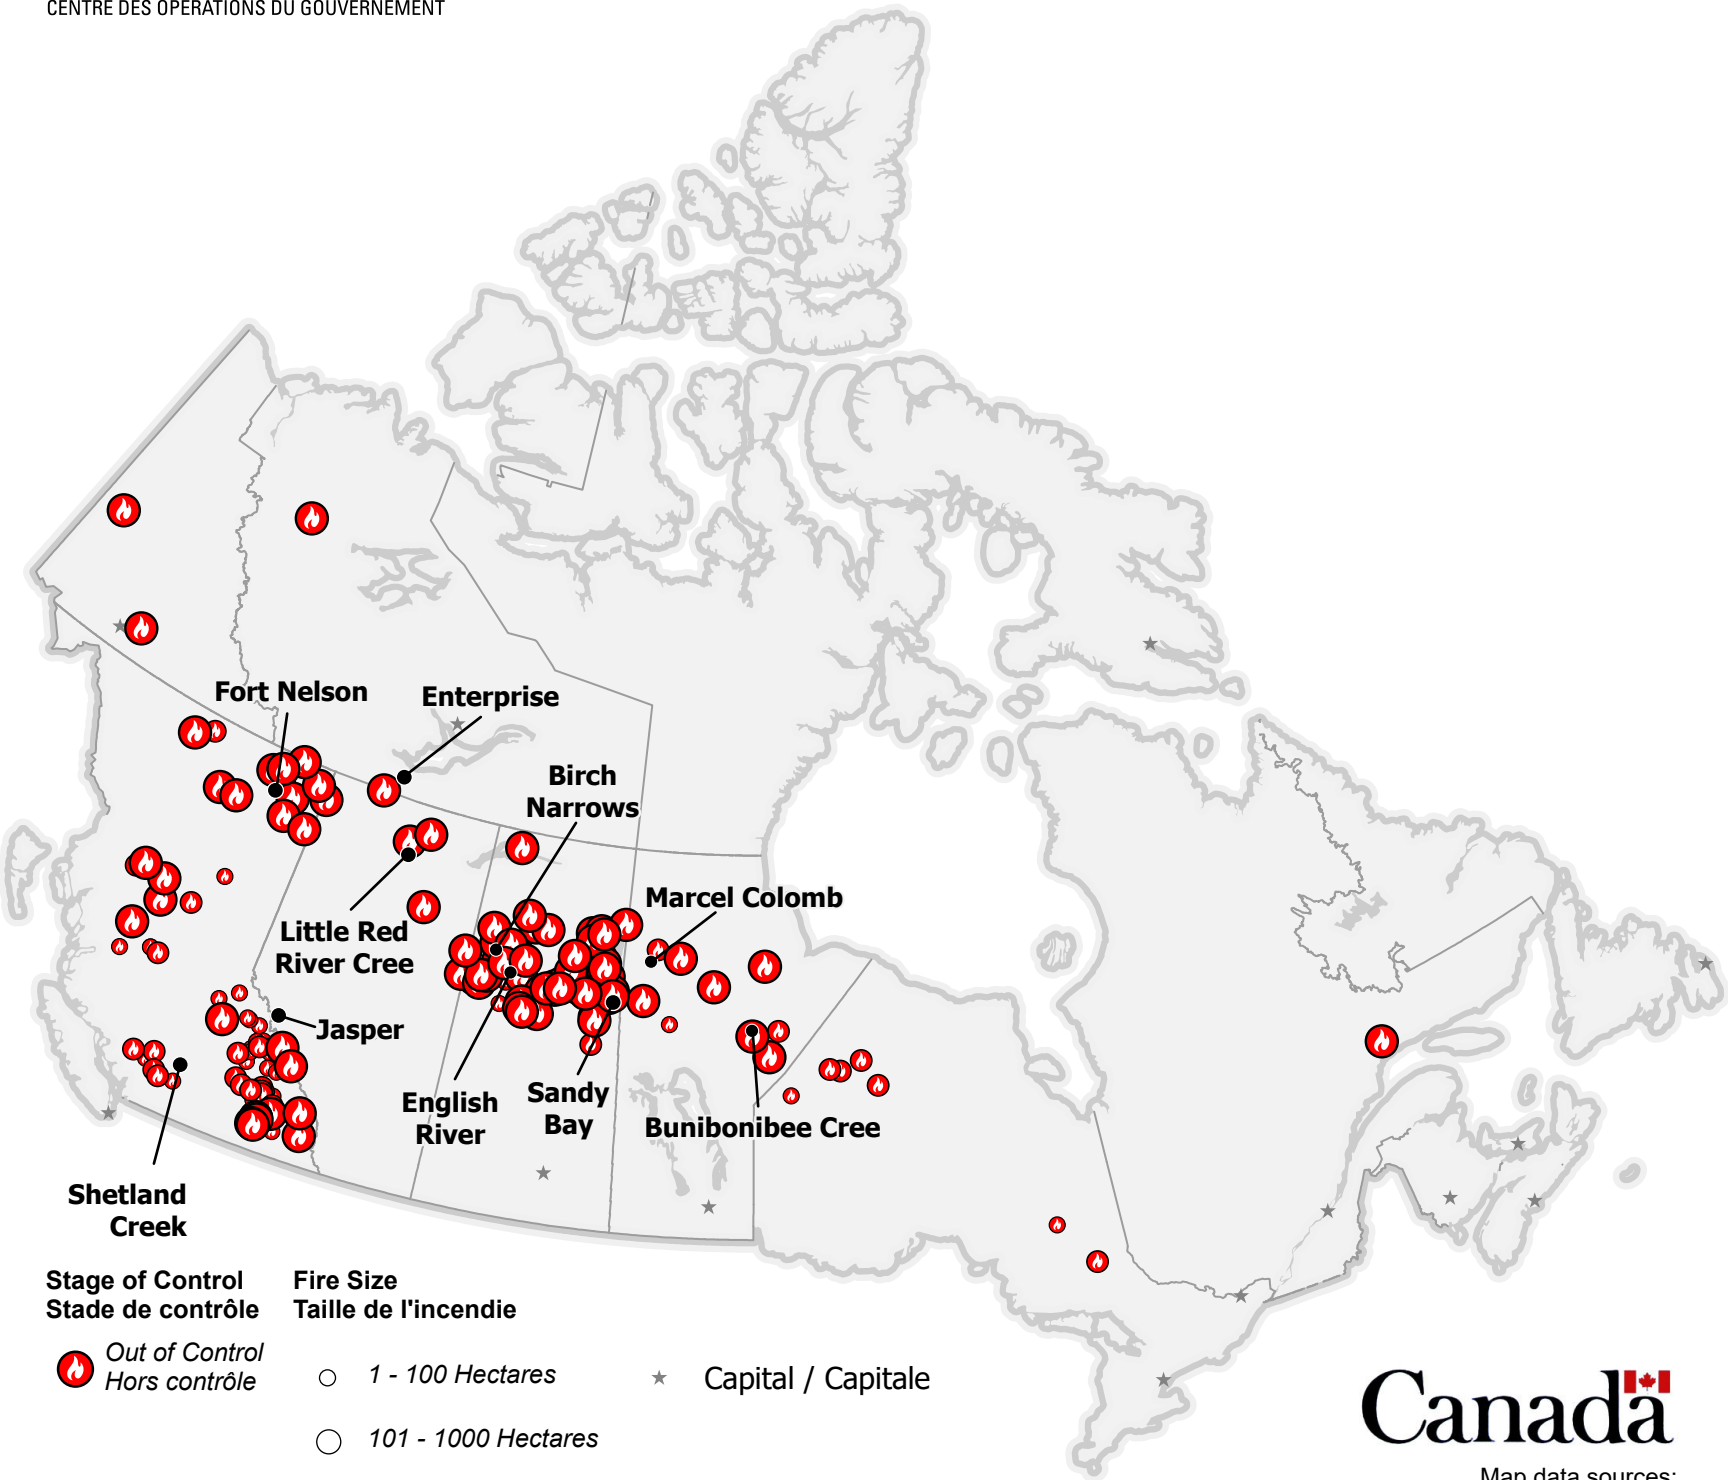 CENTRE DES OPÉRATIONS DU GOUVERNEMENT
Fort Nelson
Enterprise
Birch
Narrows
Marcel Colomb
Little Red
River Cree
Jasper
English
River
Sandy
Bay
Bunibonibee Cree
Shetland
Creek
Stage of Control
Stade de contrôle
Out of Control
Hors contrôle
Fire Size
Taille de l'incendie
1 - 100 Hectares
101 - 1000 Hectares
Capital / Capitale
Canada
Map data sources: